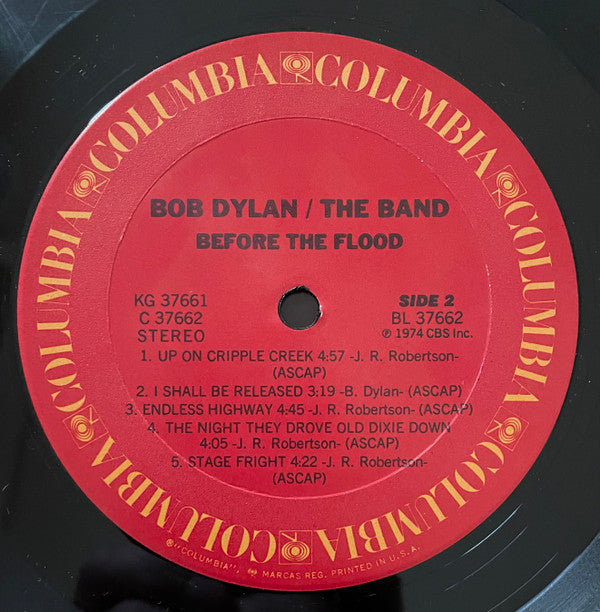 COLUMBIA COLUMBIA COLUMBIA COLUMBIA COLUMBIA COLUMBIA
BOB DYLAN / THE BAND
BEFORE THE FLOOD
KG 37661
C 37662
STEREO
SIDE 2
BL 37662
℗ 1974 CBS Inc.
1. UP ON CRIPPLE CREEK 4:57 -J. R. Robertson-
(ASCAP)
2. I SHALL BE RELEASED 3:19 -B. Dylan- (ASCAP)
3. ENDLESS HIGHWAY 4:45 -J. R. Robertson- (ASCAP)
4. THE NIGHT THEY DROVE OLD DIXIE DOWN
4:05 -J. R. Robertson- (ASCAP)
5. STAGE FRIGHT 4:22 -J. R. Robertson-
(ASCAP)
®"COLUMBIA", MARCAS REG. PRINTED IN U.S.A.